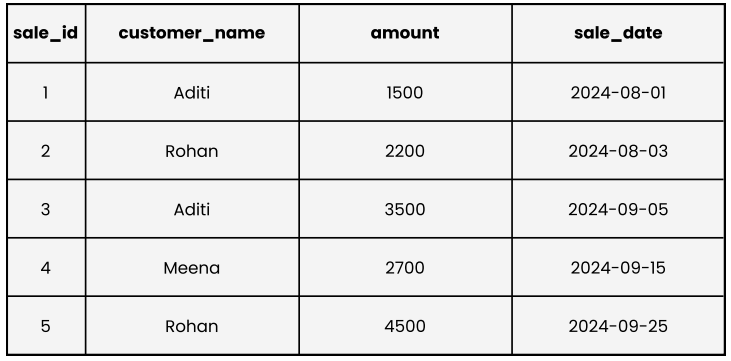 sale_id customer_name amount sale_date
1 Aditi 1500 2024-08-01
2 Rohan 2200 2024-08-03
3 Aditi 3500 2024-09-05
4 Meena 2700 2024-09-15
5 Rohan 4500 2024-09-25